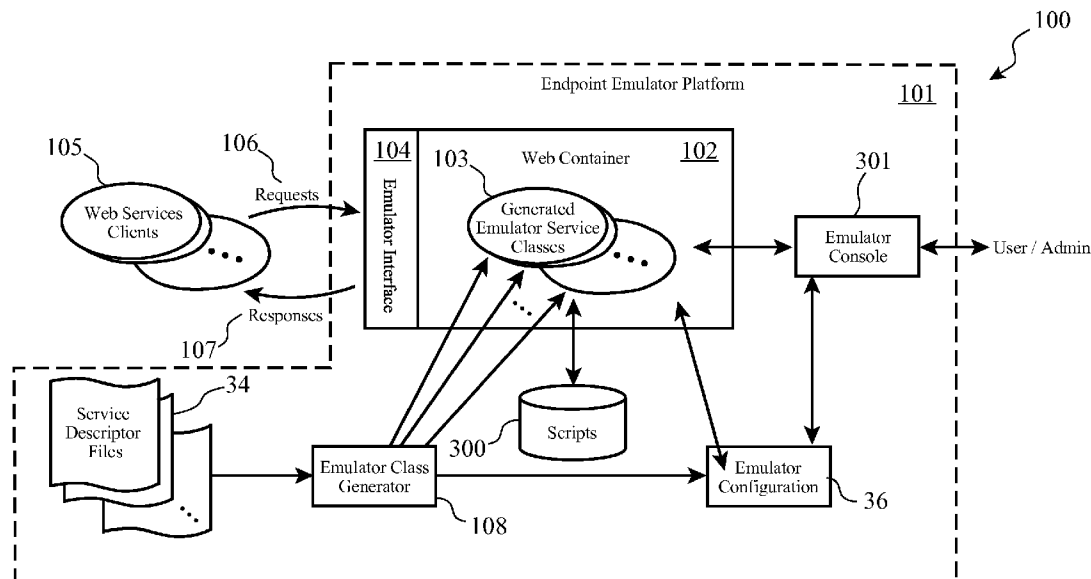 100
Endpoint Emulator Platform
101
105
106
104
103
Web Container
102
301
Requests
Web Services
Clients
Emulator Interface
Generated
Emulator Service
Classes
Emulator
Console
User / Admin
Responses
107
34
Service
Descriptor
Files
300
Scripts
Emulator Class
Generator
Emulator
Configuration
108
36